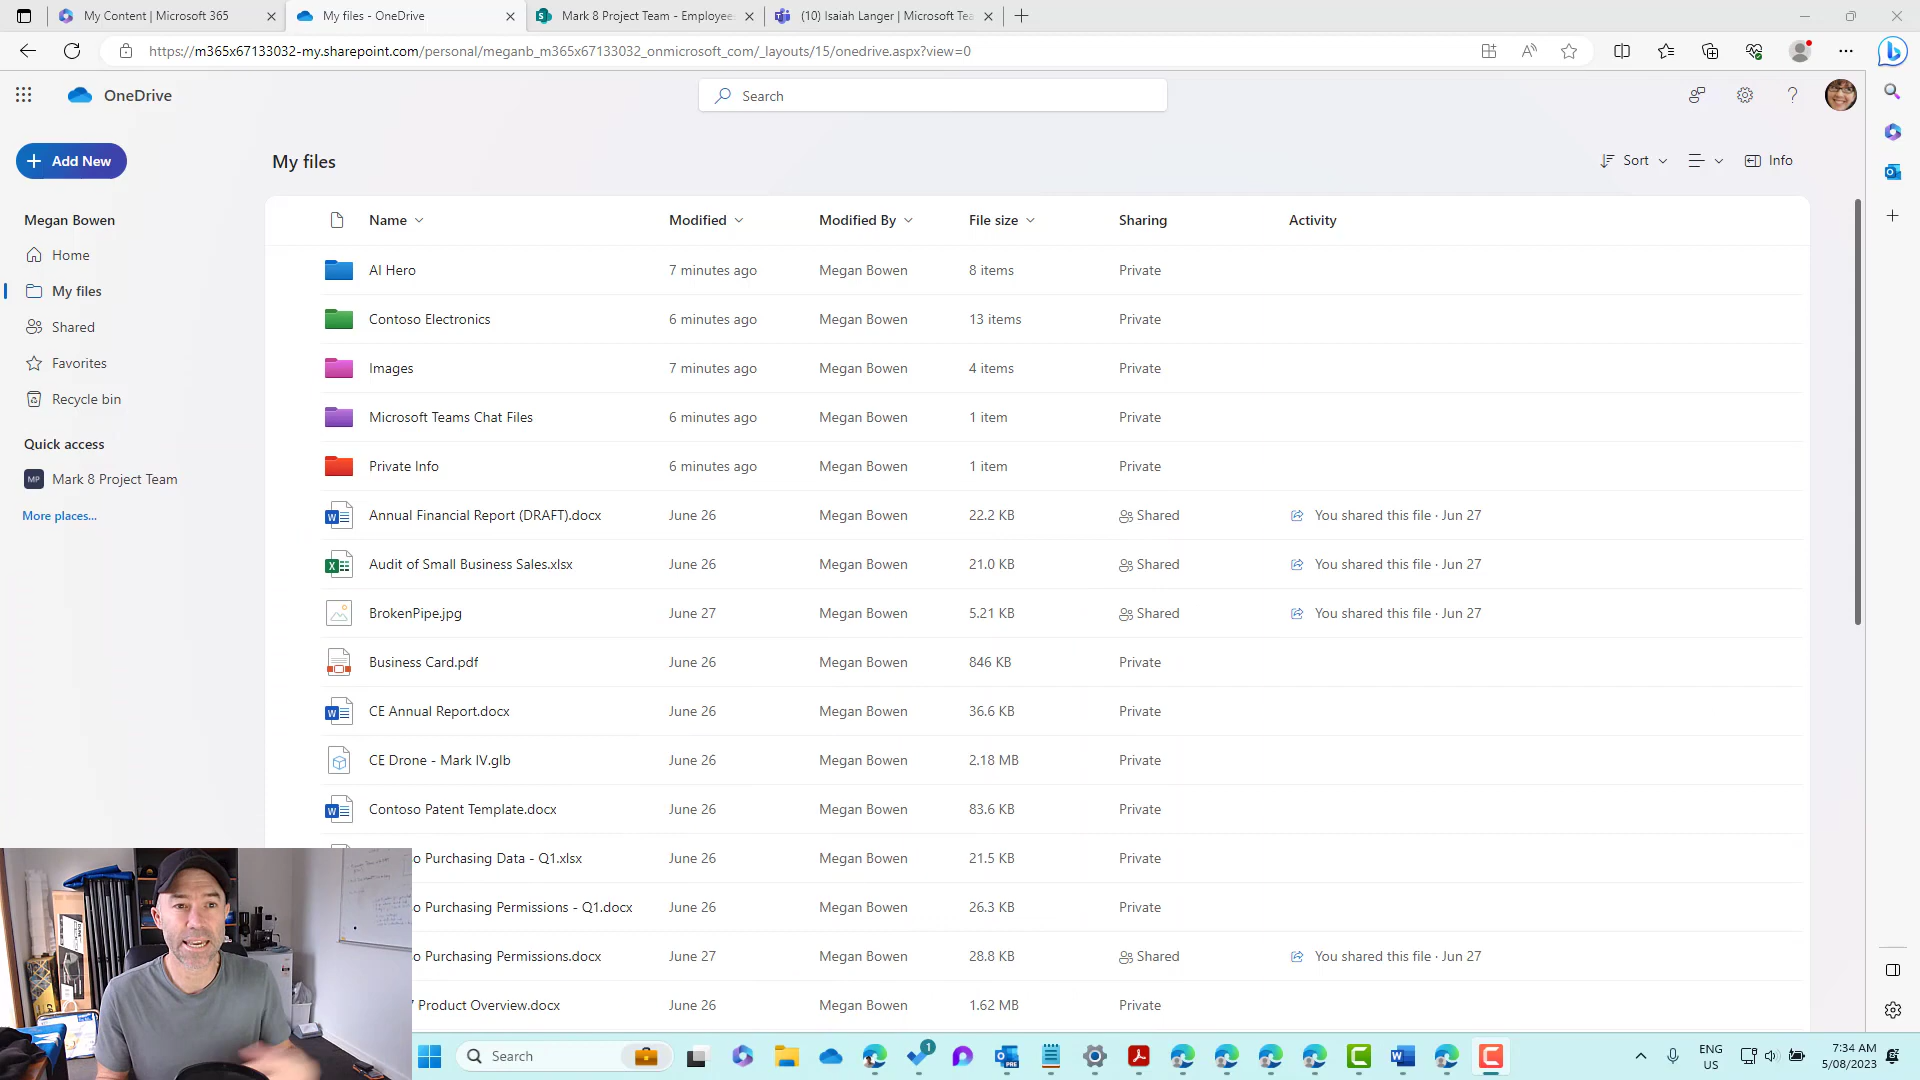 My Content | Microsoft 365
My files - OneDrive
Mark 8 Project Team - Employee
(10) Isaiah Langer | Microsoft Tea
https://m365x67133032-my.sharepoint.com/personal/meganb_m365x67133032_onmicrosoft_com/_layouts/15/onedrive.aspx?view=0
OneDrive
Search
Add New
My files
Sort
Info
Megan Bowen
Home
My files
Shared
Favorites
Recycle bin
Quick access
MP Mark 8 Project Team
More places...
Name Modified Modified By File size Sharing Activity
AI Hero 7 minutes ago Megan Bowen 8 items Private
Contoso Electronics 6 minutes ago Megan Bowen 13 items Private
Images 7 minutes ago Megan Bowen 4 items Private
Microsoft Teams Chat Files 6 minutes ago Megan Bowen 1 item Private
Private Info 6 minutes ago Megan Bowen 1 item Private
Annual Financial Report (DRAFT).docx June 26 Megan Bowen 22.2 KB Shared You shared this file · Jun 27
Audit of Small Business Sales.xlsx June 26 Megan Bowen 21.0 KB Shared You shared this file · Jun 27
BrokenPipe.jpg June 27 Megan Bowen 5.21 KB Shared You shared this file · Jun 27
Business Card.pdf June 26 Megan Bowen 846 KB Private
CE Annual Report.docx June 26 Megan Bowen 36.6 KB Private
CE Drone - Mark IV.glb June 26 Megan Bowen 2.18 MB Private
Contoso Patent Template.docx June 26 Megan Bowen 83.6 KB Private
o Purchasing Data - Q1.xlsx June 26 Megan Bowen 21.5 KB Private
o Purchasing Permissions - Q1.docx June 26 Megan Bowen 26.3 KB Private
o Purchasing Permissions.docx June 27 Megan Bowen 28.8 KB Shared You shared this file · Jun 27
Product Overview.docx June 26 Megan Bowen 1.62 MB Private
Search
1
ENG
US
7:34 AM
5/08/2023